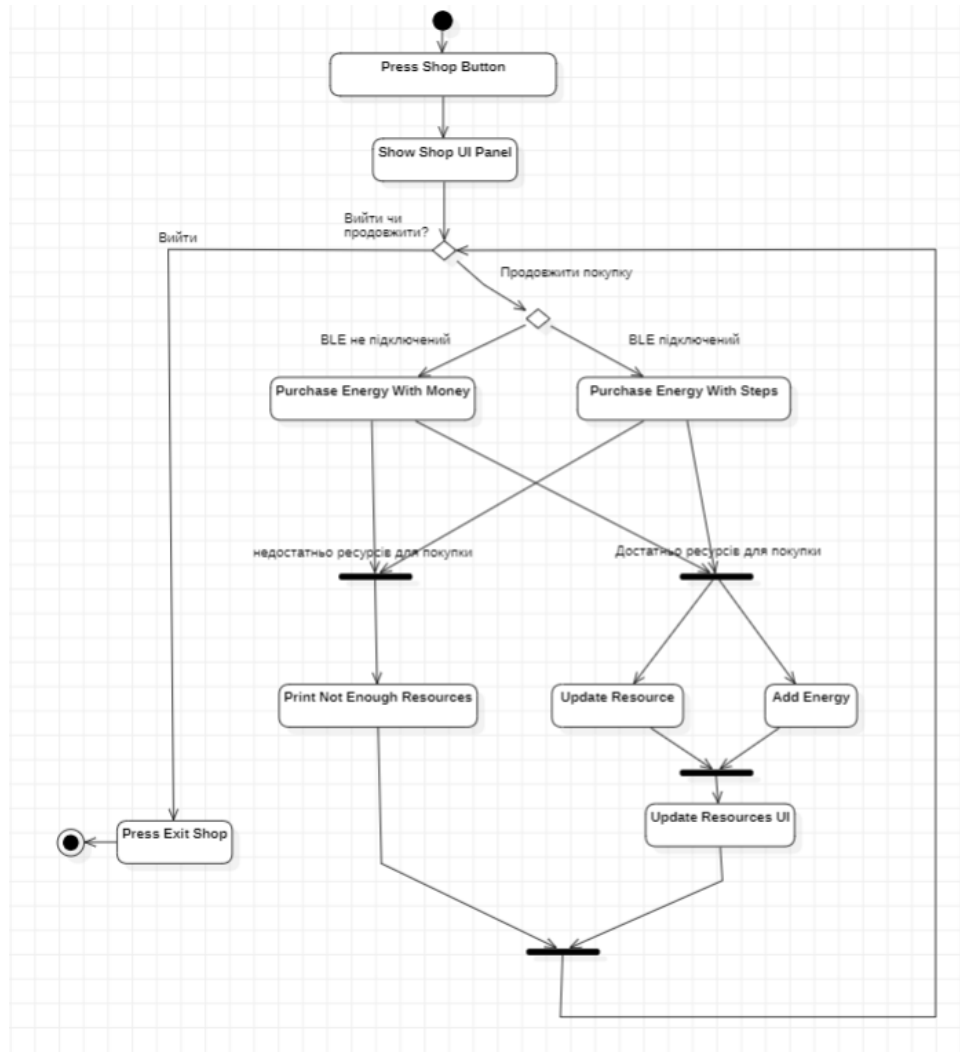 Press Shop Button
Show Shop UI Panel
Вийти чи
продовжити?
Вийти
Продовжити покупку
BLE не підключений
BLE підключений
Purchase Energy With Money
Purchase Energy With Steps
недостатньо ресурсів для покупки
Достатньо ресурсів для покупки
Print Not Enough Resources
Update Resource
Add Energy
Update Resources UI
Press Exit Shop